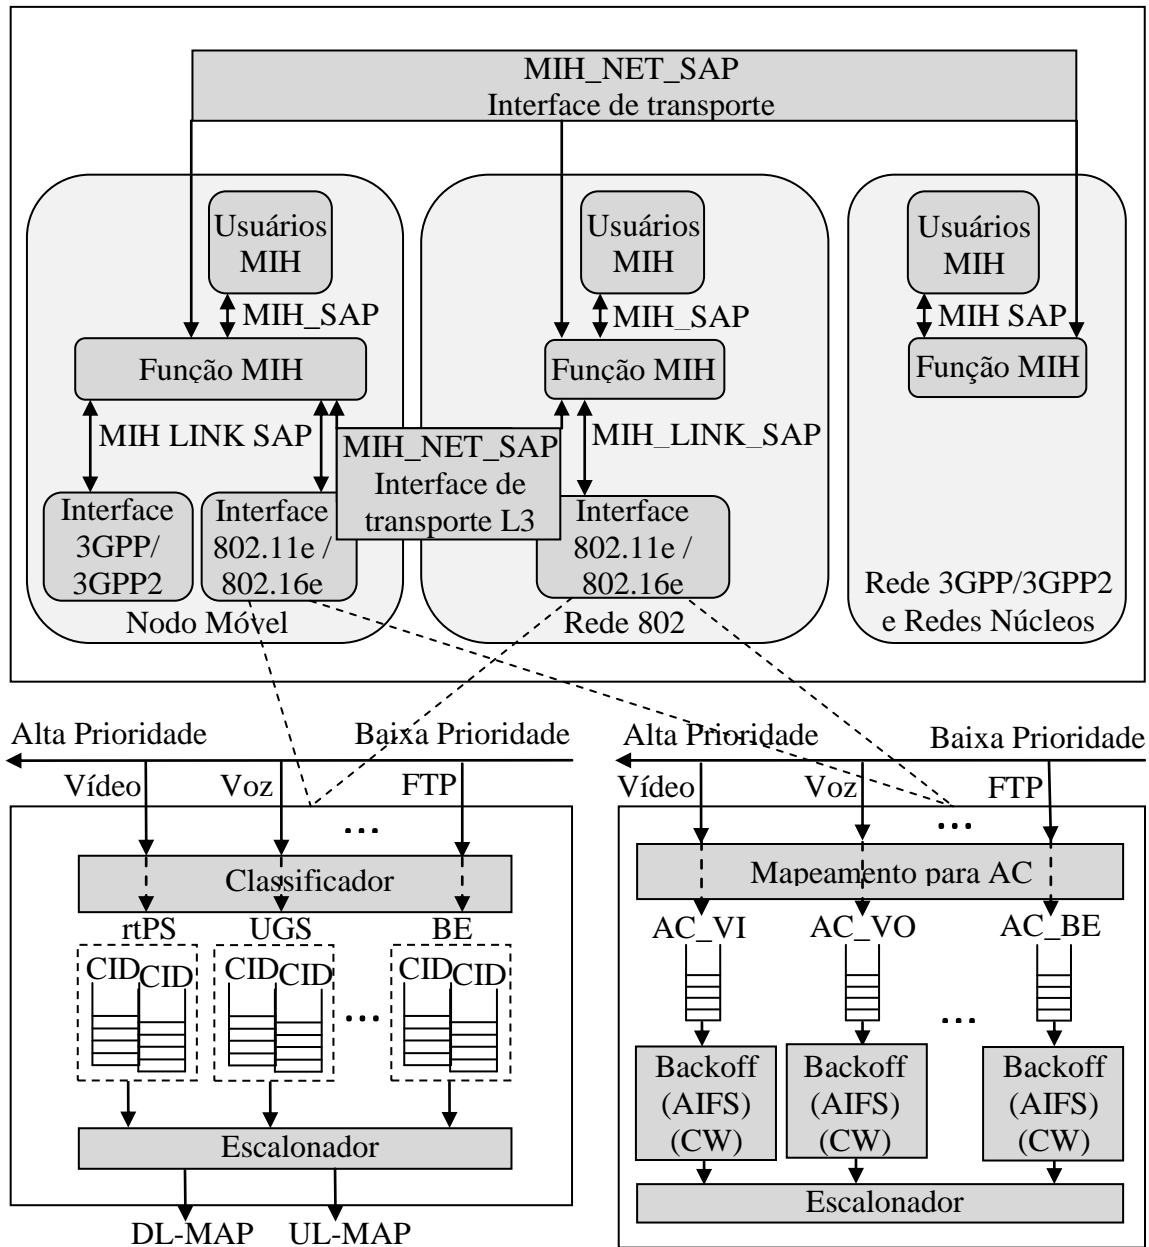 MIH_NET_SAP
Interface de transporte
Usuários
MIH
MIH_SAP
Função MIH
MIH LINK SAP
Interface
3GPP/
3GPP2
Interface
802.11e /
802.16e
Nodo Móvel
MIH_NET_SAP
Interface de
transporte L3
Usuários
MIH
MIH_SAP
Função MIH
MIH_LINK_SAP
Interface
802.11e /
802.16e
Rede 802
Usuários
MIH
MIH SAP
Função MIH
Rede 3GPP/3GPP2
e Redes Núcleos
Alta Prioridade
Baixa Prioridade
Vídeo
Voz
FTP
...
Classificador
rtPS
UGS
BE
CID
CID
CID
CID
...
CID
CID
Escalonador
DL-MAP
UL-MAP
Alta Prioridade
Baixa Prioridade
Vídeo
Voz
FTP
...
Mapeamento para AC
AC_VI
AC_VO
AC_BE
...
Backoff
(AIFS)
(CW)
Backoff
(AIFS)
(CW)
Backoff
(AIFS)
(CW)
Escalonador